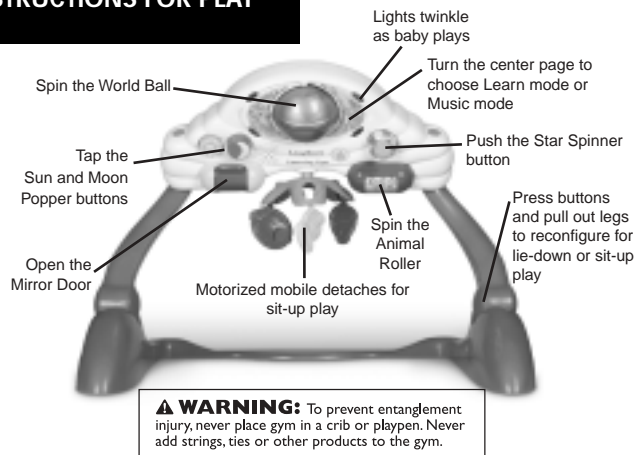 STRUCTIONS FOR PLAY
Lights twinkle
as baby plays
Turn the center page to
choose Learn mode or
Music mode
Spin the World Ball
Push the Star Spinner
button
Tap the
Sun and Moon
Popper buttons
Press buttons
and pull out legs
to reconfigure for
lie-down or sit-up
play
Spin the
Animal
Roller
Open the
Mirror Door
Motorized mobile detaches for
sit-up play
⚠ WARNING: To prevent entanglement
injury, never place gym in a crib or playpen. Never
add strings, ties or other products to the gym.